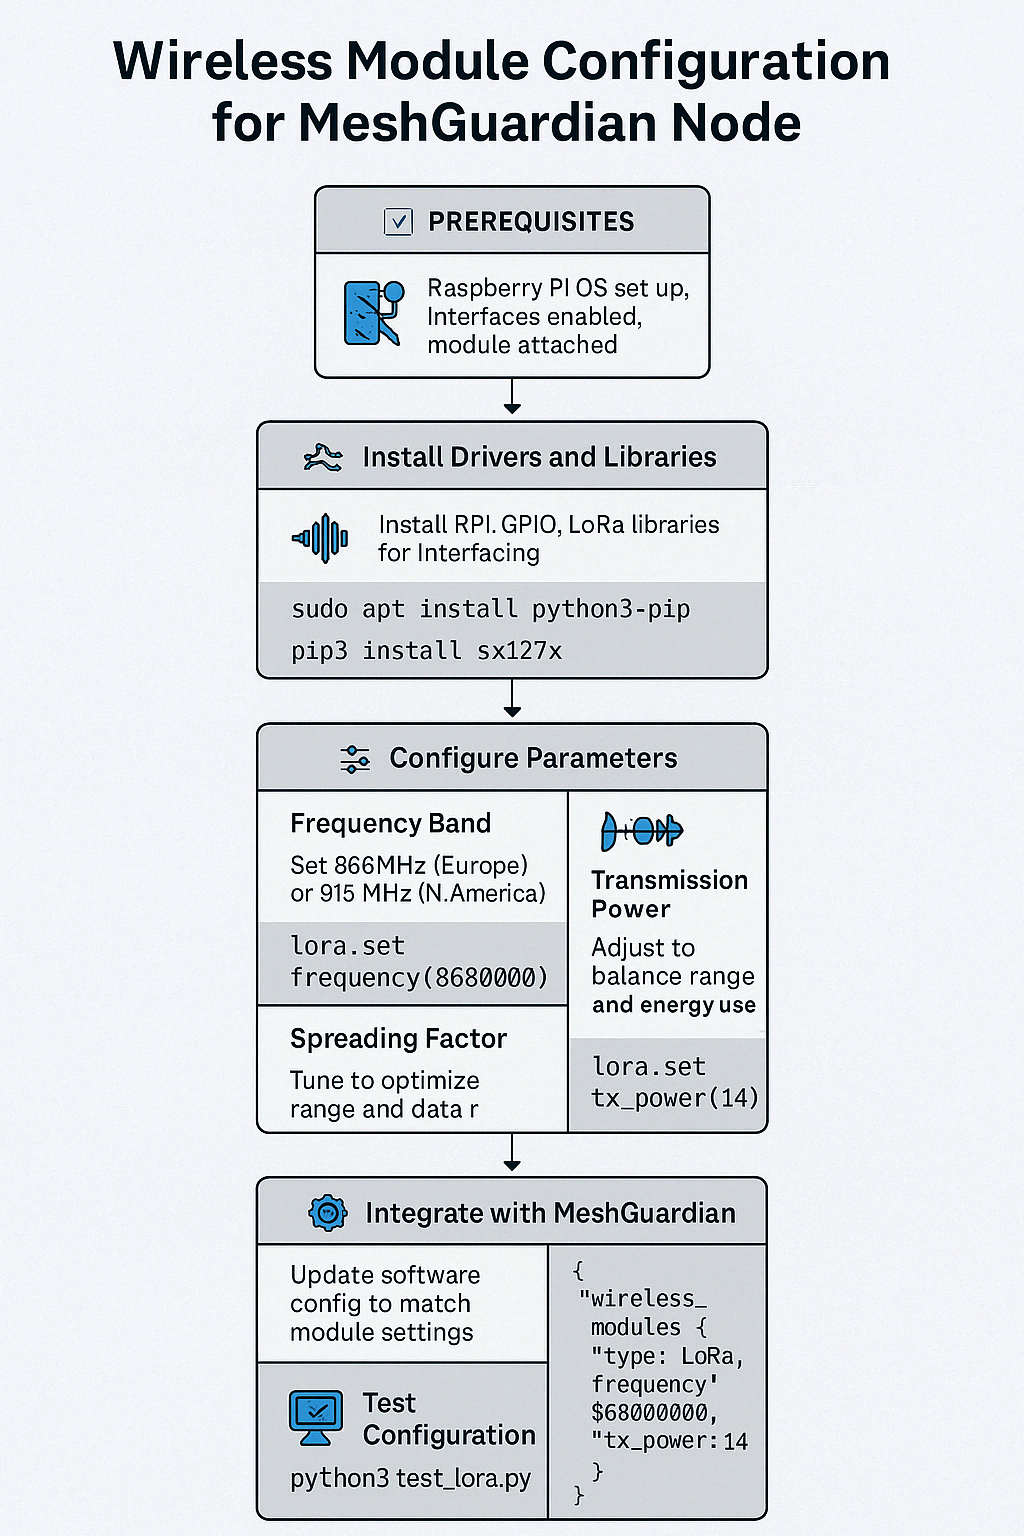 Wireless Module Configuration
for MeshGuardian Node
PREREQUISITES
Raspberry PI OS set up,
Interfaces enabled,
module attached
Install Drivers and Libraries
Install RPI. GPIO, LoRa libraries
for Interfacing
sudo apt install python3-pip
pip3 install sx127x
Configure Parameters
Frequency Band
Set 866MHz (Europe)
or 915 MHz (N.America)
lora.set
frequency(8680000)
Spreading Factor
Tune to optimize
range and data r
Transmission
Power
Adjust to
balance range
and energy use
lora.set
tx_power(14)
Integrate with MeshGuardian
Update software
config to match
module settings
Test
Configuration
python3 test_lora.py
{
"wireless_
modules {
"type: LoRa,
frequency'
$68000000,
"tx_power: 14
}
}